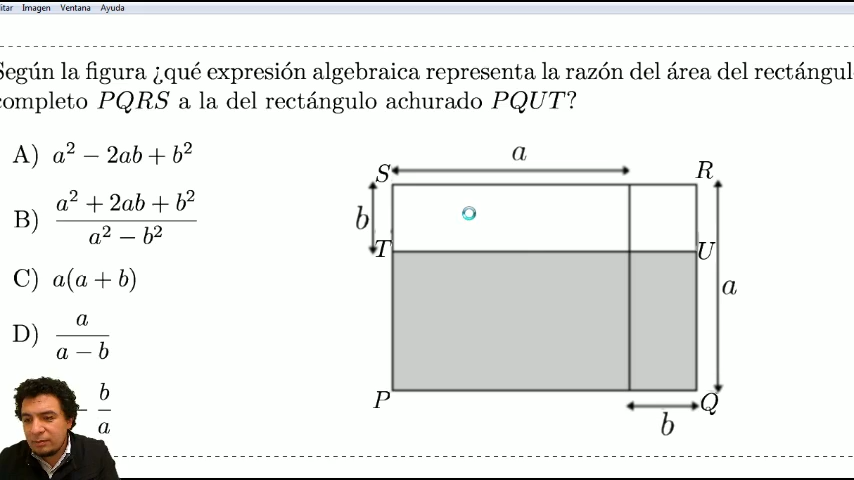 itar Imagen Ventana Ayuda
Según la figura ¿qué expresión algebraica representa la razón del área del rectángul
completo PQRS a la del rectángulo achurado PQUT?
A) a² − 2ab + b²
B) a² + 2ab + b² / a² − b²
C) a(a + b)
D) a / a − b
− b / a
a
S
R
b
T
U
a
P
Q
b